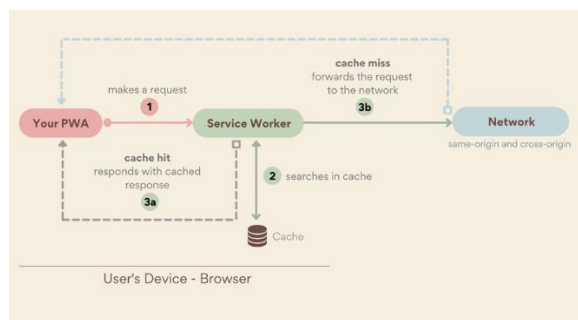 cache miss
forwards the request
to the network
3b
makes a request
1
Your PWA
Service Worker
Network
same-origin and cross-origin
cache hit
responds with cached
response
3a
2 searches in cache
Cache
User's Device - Browser